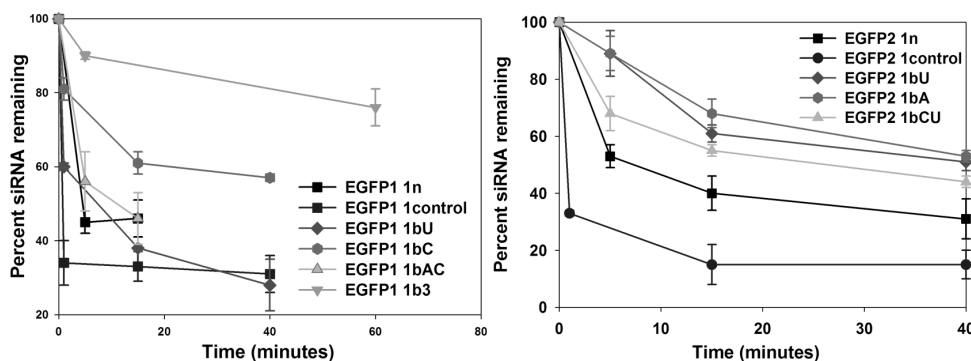 Percent siRNA remaining
100
80
60
40
20
0
20
40
60
80
Time (minutes)
EGFP1 1n
EGFP1 1control
EGFP1 1bU
EGFP1 1bC
EGFP1 1bAC
EGFP1 1b3
Percent siRNA remaining
100
80
60
40
20
0
0
10
20
30
40
Time (minutes)
EGFP2 1n
EGFP2 1control
EGFP2 1bU
EGFP2 1bA
EGFP2 1bCU